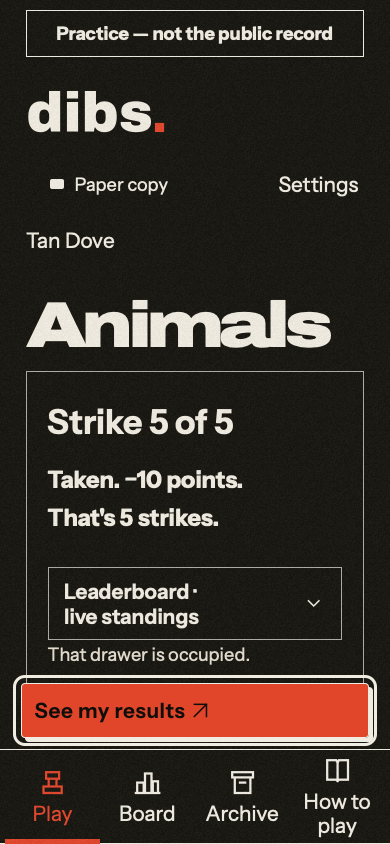 Practice — not the public record
dibs.
Paper copy
Settings
Tan Dove
Animals
Strike 5 of 5
Taken. −10 points.
That's 5 strikes.
Leaderboard ·
live standings
That drawer is occupied.
See my results ↗
Play
Board
Archive
How to
play